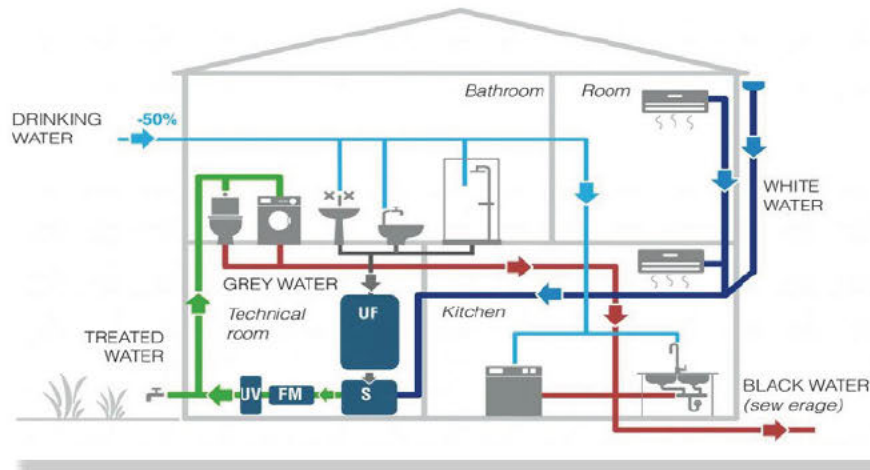 Bathroom
Room
DRINKING
WATER
-50%
WHITE
WATER
GREY WATER
Technical
room
UF
Kitchen
TREATED
WATER
UV
FM
S
BLACK WATER
(sew erage)